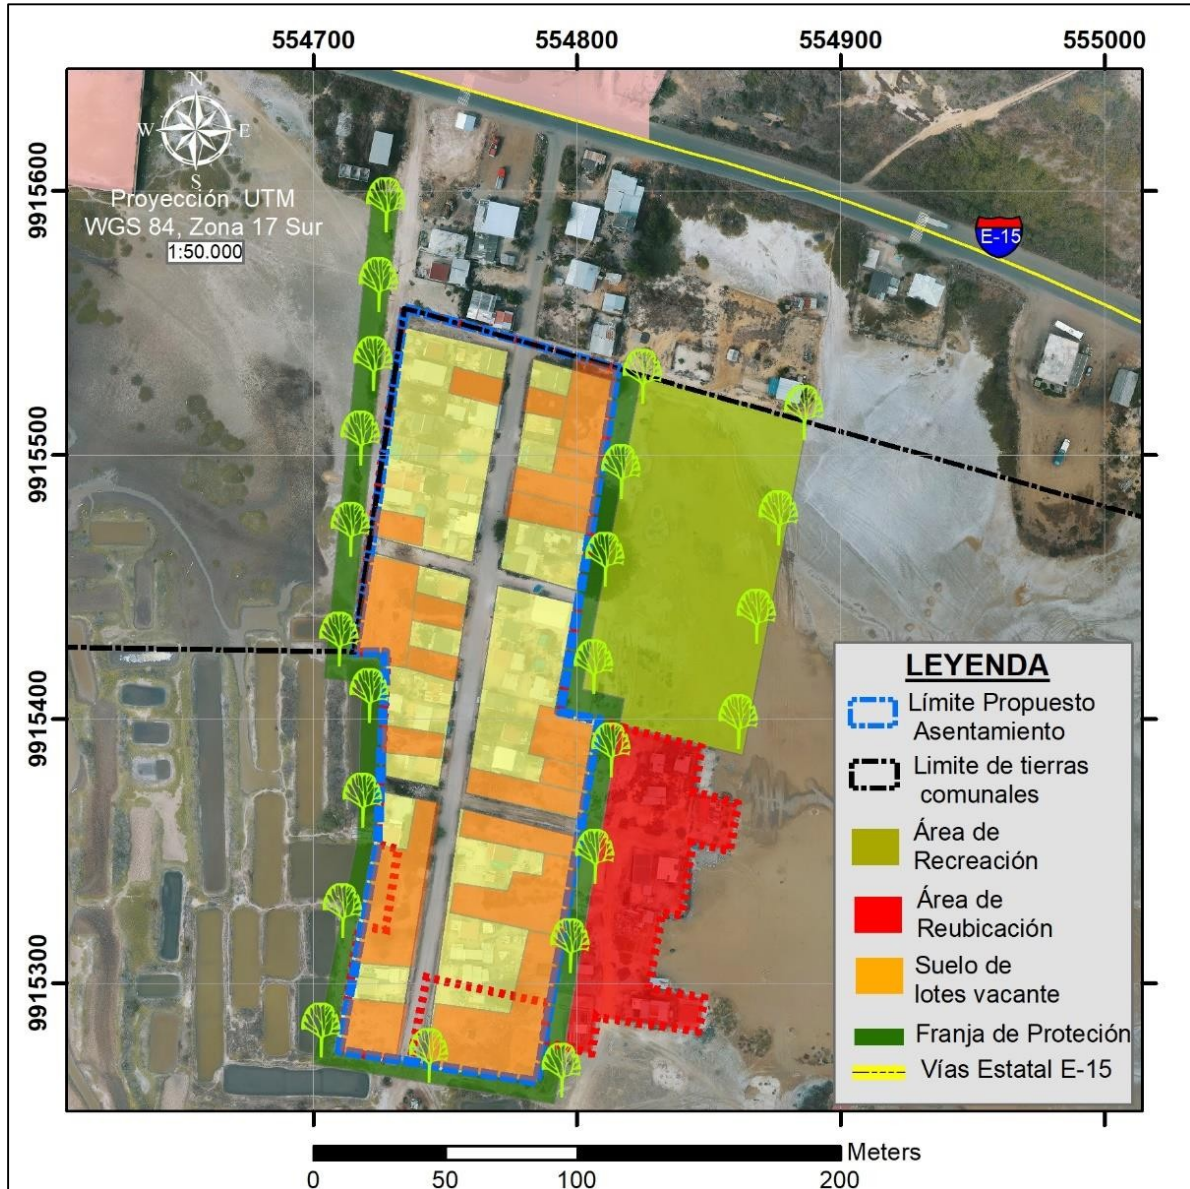 554700 554800 554900 555000
9915600
9915500
9915400
9915300
N
W E
S
Proyección UTM
WGS 84, Zona 17 Sur
1:50.000
E-15
LEYENDA
Límite Propuesto
Asentamiento
Limite de tierras
comunales
Área de
Recreación
Área de
Reubicación
Suelo de
lotes vacante
Franja de Proteción
Vías Estatal E-15
Meters
0 50 100 200